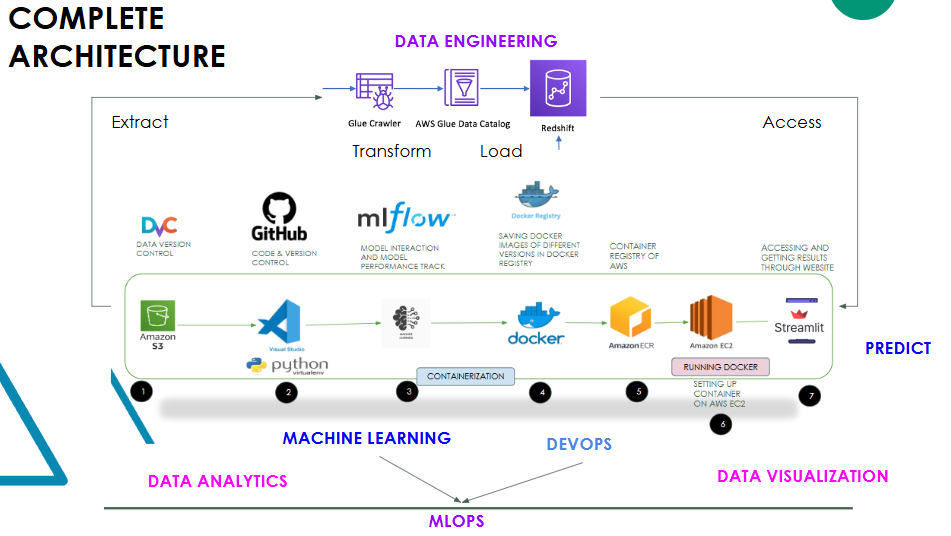 COMPLETE
ARCHITECTURE
DATA ENGINEERING
Glue Crawler
AWS Glue Data Catalog
Redshift
Extract
Transform
Load
Access
DVC
DATA VERSION
CONTROL
GitHub
CODE & VERSION
CONTROL
mlflow
MODEL INTERACTION
AND MODEL
PERFORMANCE TRACK
Docker Registry
SAVING DOCKER
IMAGES OF DIFFERENT
VERSIONS IN DOCKER
REGISTRY
CONTAINER
REGISTRY OF
AWS
ACCESSING AND
GETTING RESULTS
THROUGH WEBSITE
Amazon
S3
Visual Studio
python
virtualenv
MACHINE
LEARNING
docker
Amazon ECR
Amazon EC2
Streamlit
PREDICT
CONTAINERIZATION
RUNNING DOCKER
SETTING UP
CONTAINER
ON AWS EC2
1
2
3
4
5
6
7
MACHINE LEARNING
DEVOPS
DATA ANALYTICS
DATA VISUALIZATION
MLOPS